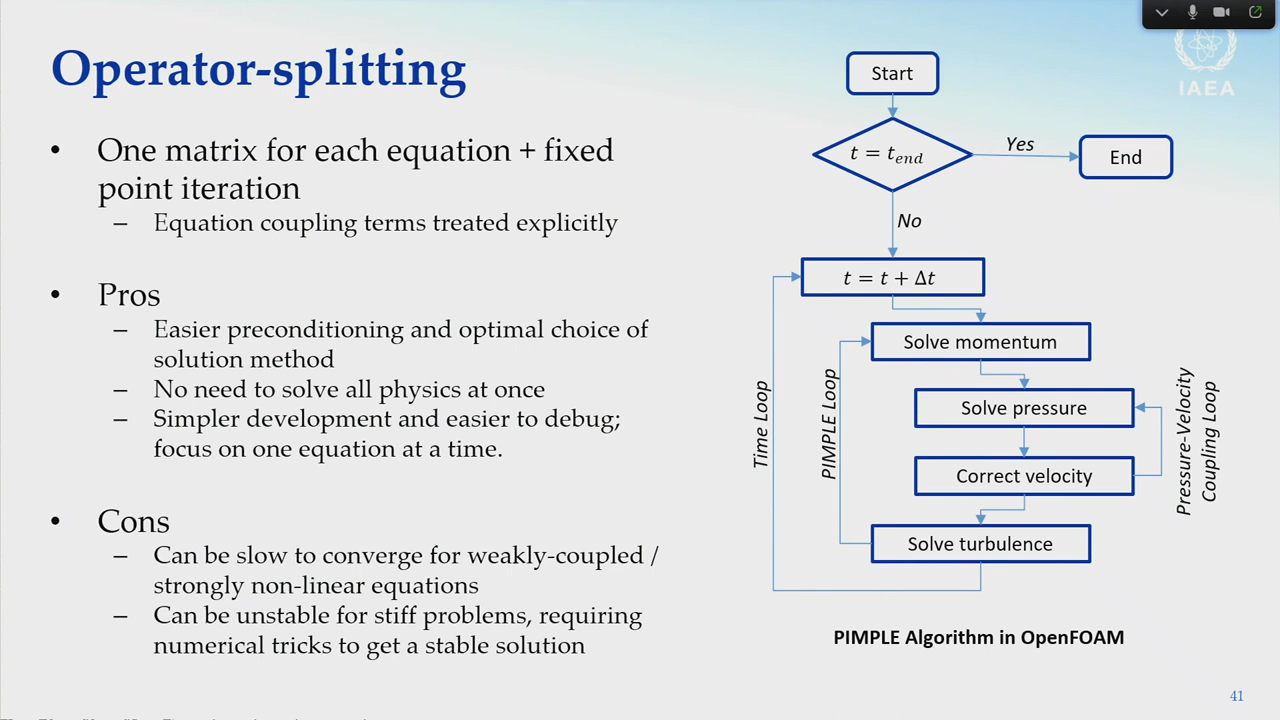 Operator-splitting
• One matrix for each equation + fixed
point iteration
– Equation coupling terms treated explicitly
• Pros
– Easier preconditioning and optimal choice of
solution method
– No need to solve all physics at once
– Simpler development and easier to debug;
focus on one equation at a time.
• Cons
– Can be slow to converge for weakly-coupled /
strongly non-linear equations
– Can be unstable for stiff problems, requiring
numerical tricks to get a stable solution
IAEA
Start
t = t_end
Yes
End
No
t = t + Δt
Solve momentum
Solve pressure
Correct velocity
Solve turbulence
Time Loop
PIMPLE Loop
Pressure-Velocity
Coupling Loop
PIMPLE Algorithm in OpenFOAM
41